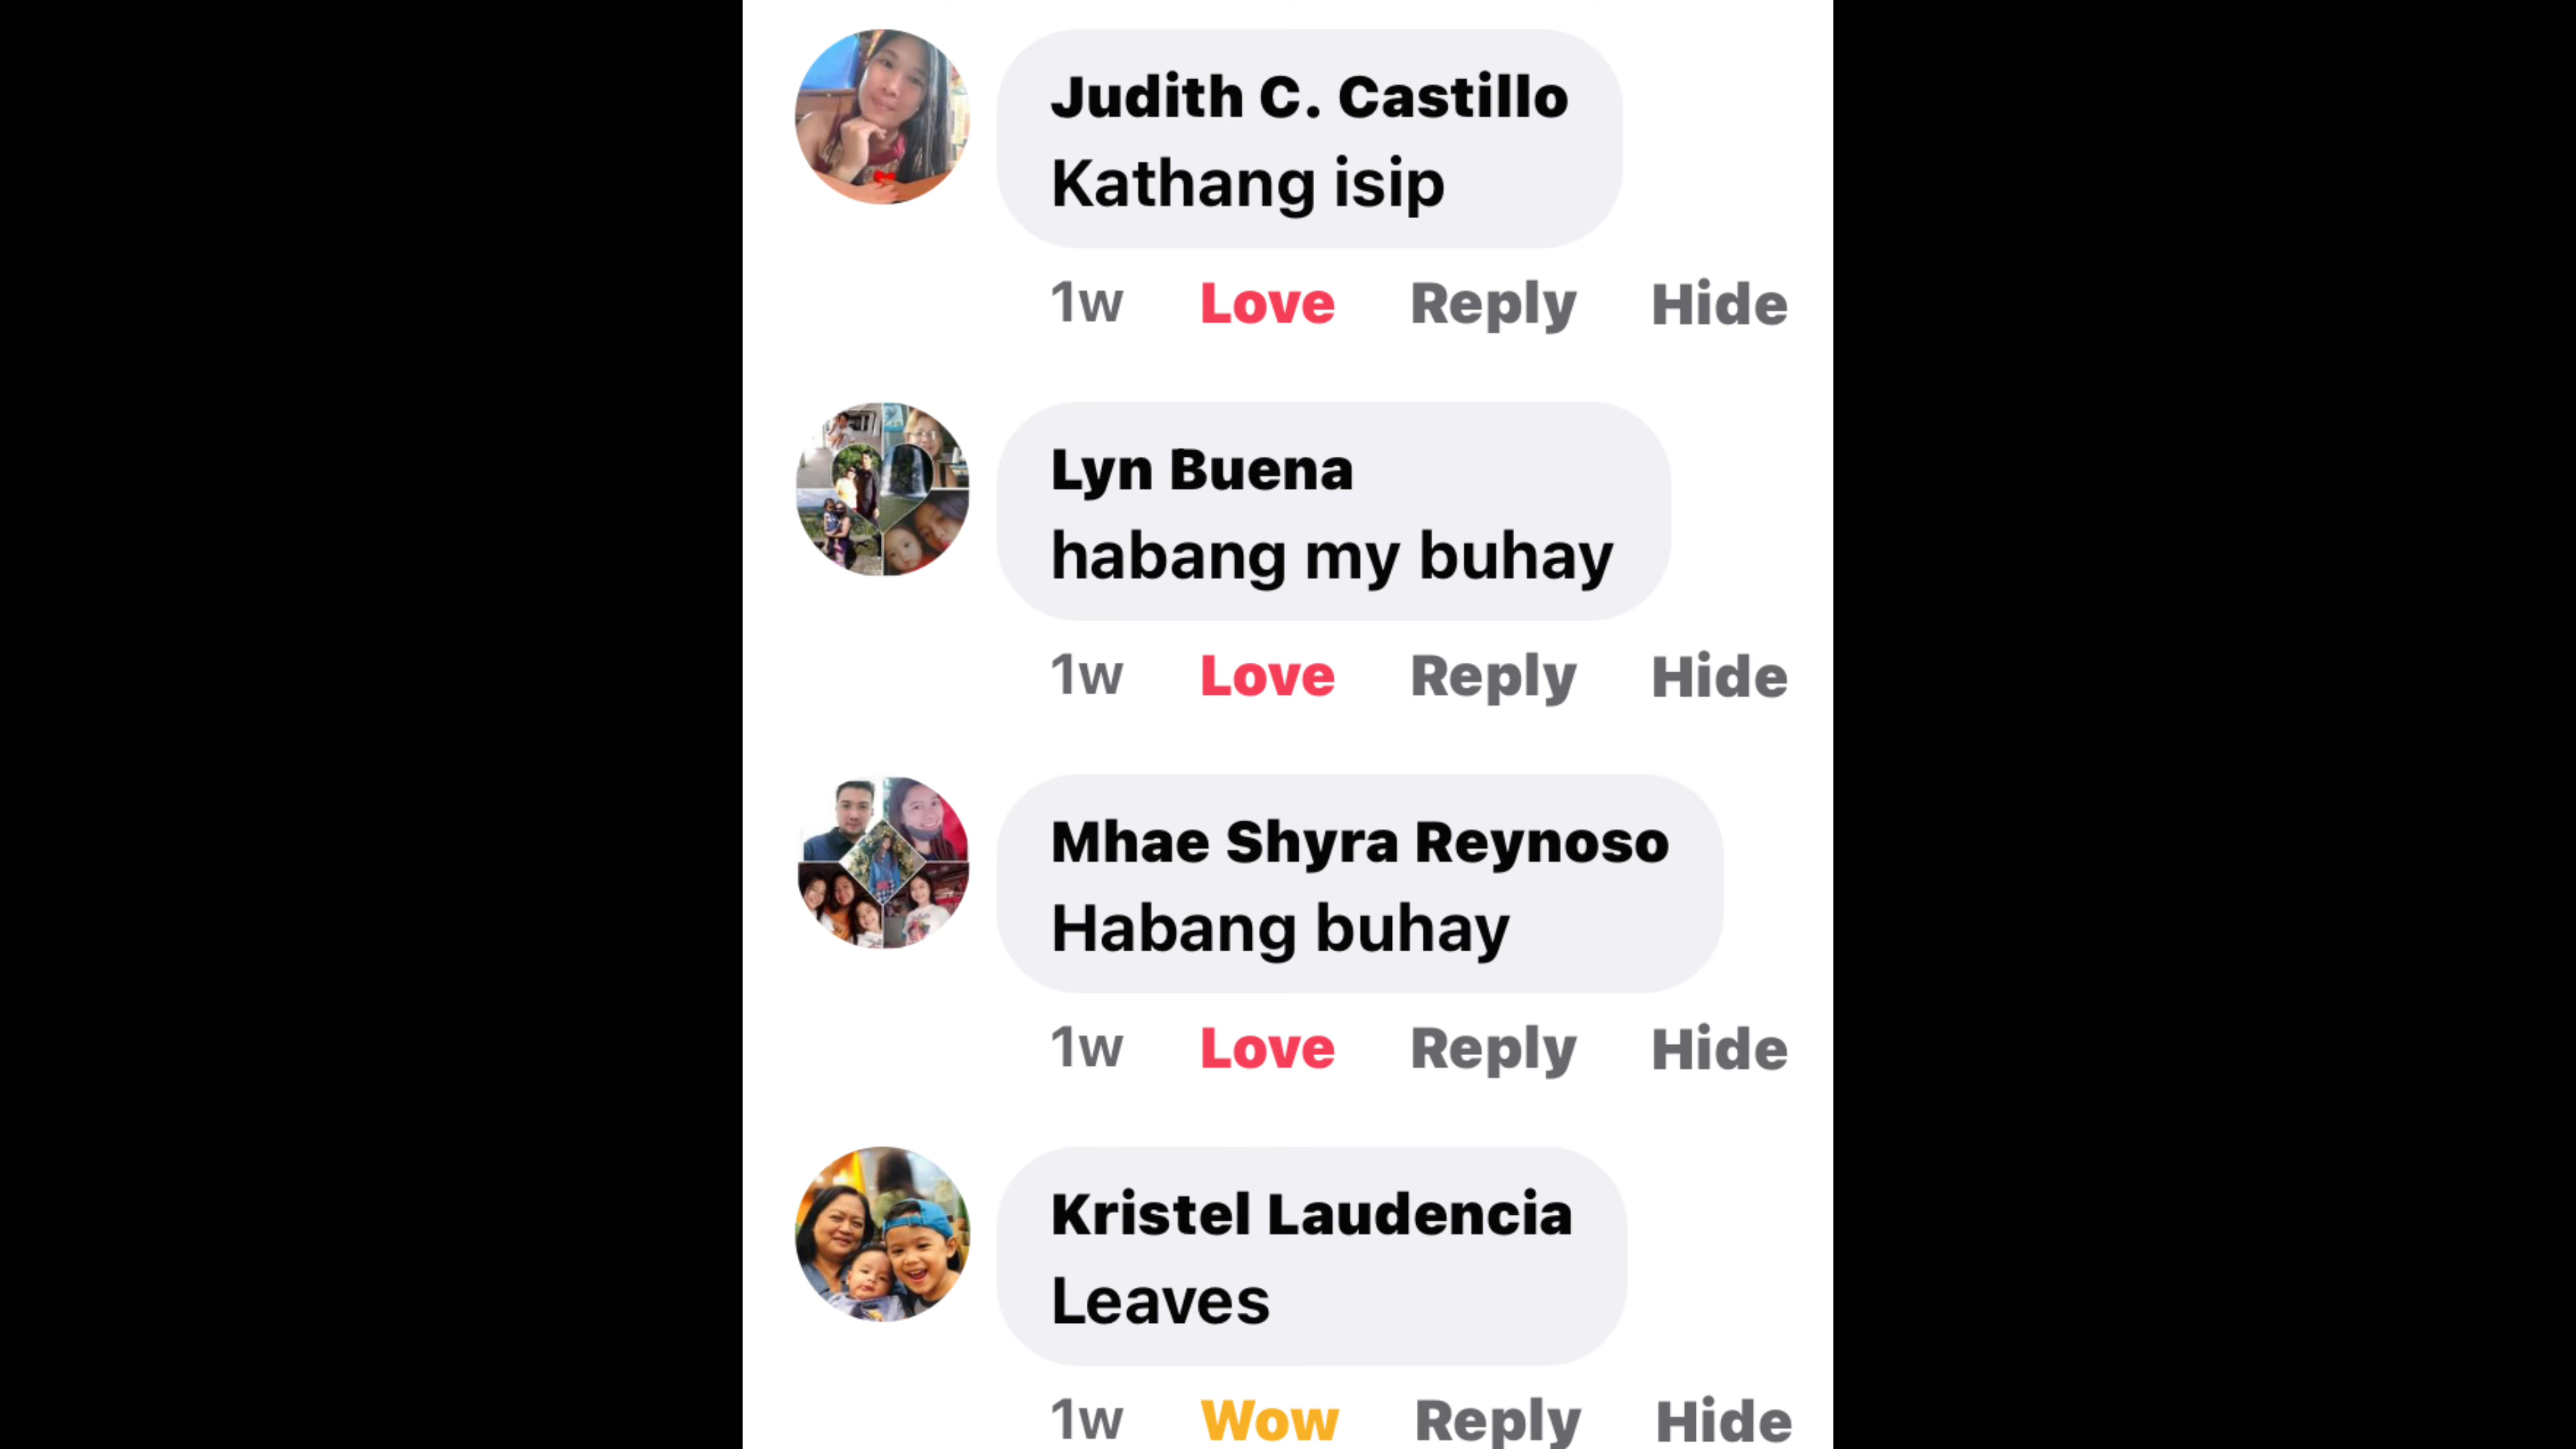 Judith C. Castillo
Kathang isip
1w Love Reply Hide
Lyn Buena
habang my buhay
1w Love Reply Hide
Mhae Shyra Reynoso
Habang buhay
1w Love Reply Hide
Kristel Laudencia
Leaves
1w Wow Reply Hide